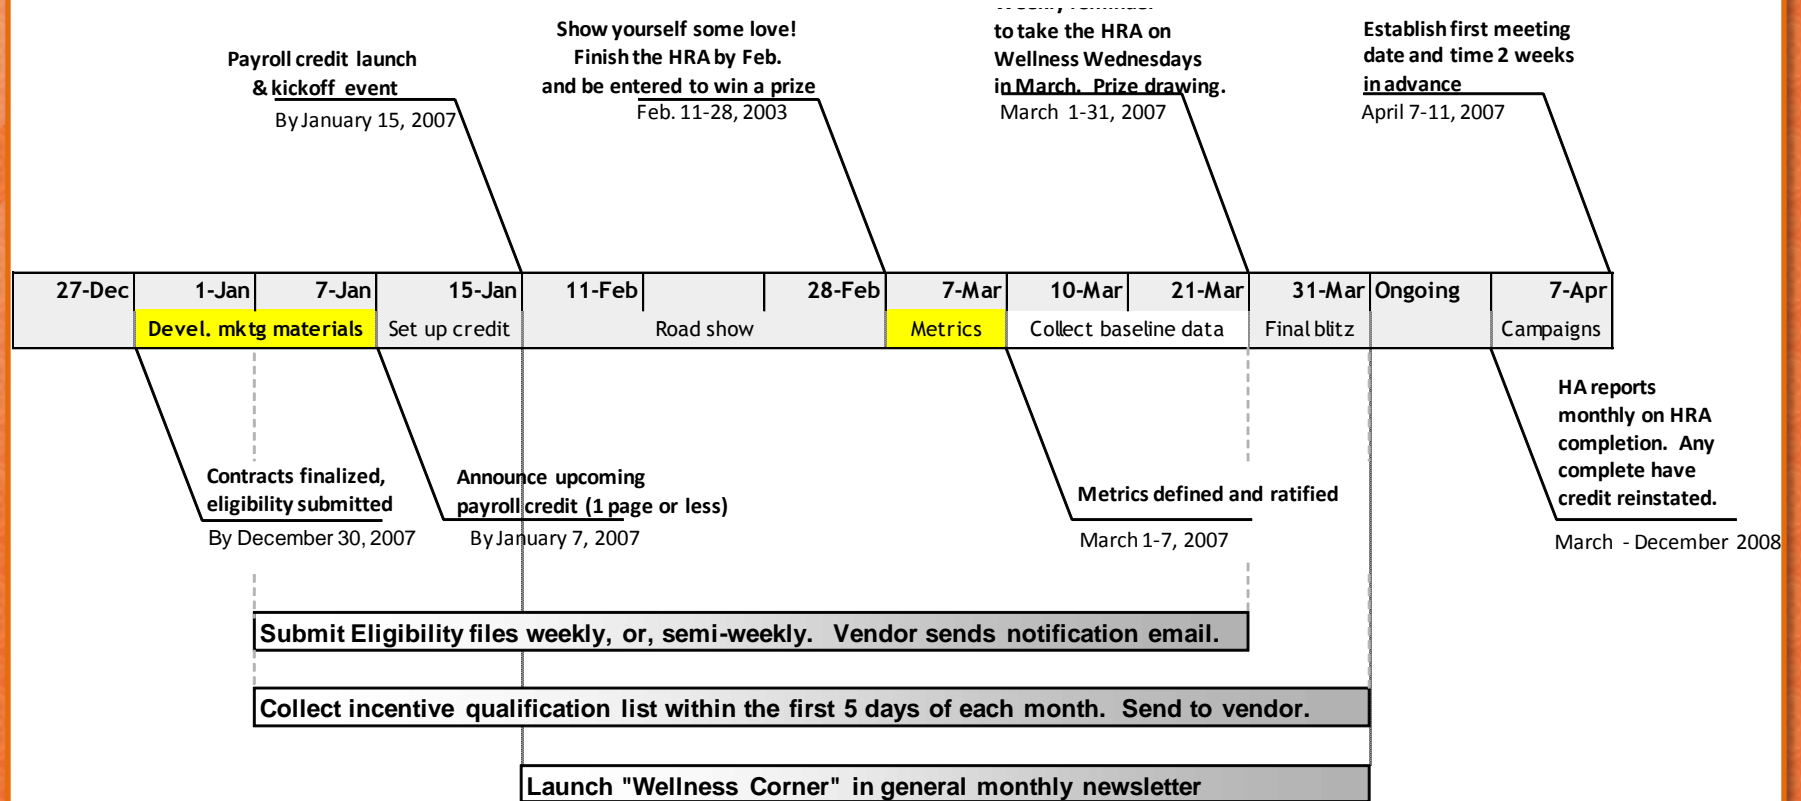 Payroll credit launch
& kickoff event
By January 15, 2007
Show yourself some love!
Finish the HRA by Feb.
and be entered to win a prize
Feb. 11-28, 2003
Weekly reminder
to take the HRA on
Wellness Wednesdays
in March. Prize drawing.
March 1-31, 2007
Establish first meeting
date and time 2 weeks
in advance
April 7-11, 2007
27-Dec 1-Jan 7-Jan 15-Jan 11-Feb 28-Feb 7-Mar 10-Mar 21-Mar 31-Mar Ongoing 7-Apr
Devel. mktg materials Set up credit Road show Metrics Collect baseline data Final blitz Campaigns
Contracts finalized,
eligibility submitted
By December 30, 2007
Announce upcoming
payroll credit (1 page or less)
By January 7, 2007
Metrics defined and ratified
March 1-7, 2007
HA reports
monthly on HRA
completion. Any
complete have
credit reinstated.
March - December 2008
Submit Eligibility files weekly, or, semi-weekly. Vendor sends notification email.
Collect incentive qualification list within the first 5 days of each month. Send to vendor.
Launch "Wellness Corner" in general monthly newsletter